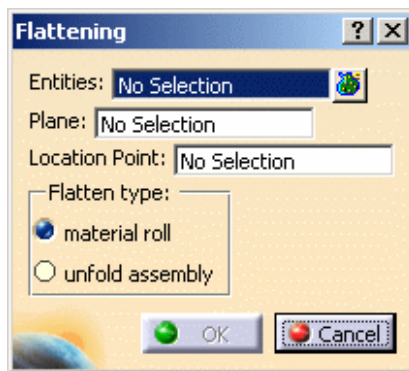 Flattening
Entities: No Selection
Plane: No Selection
Location Point: No Selection
Flatten type:
material roll
unfold assembly
OK Cancel